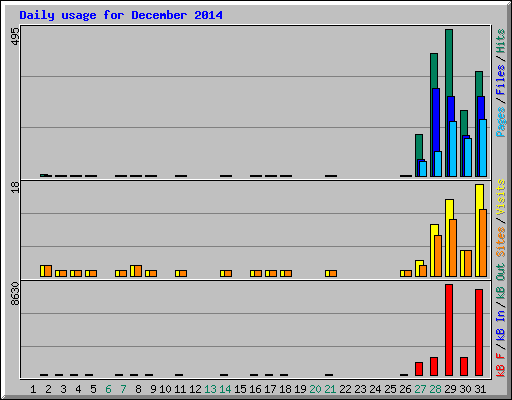 Daily usage for December 2014
495
Pages / Files / Hits
18
Sites / Visits
8630
kB F / kB In / kB Out
1 2 3 4 5 6 7 8 9 10 11 12 13 14 15 16 17 18 19 20 21 22 23 24 25 26 27 28 29 30 31